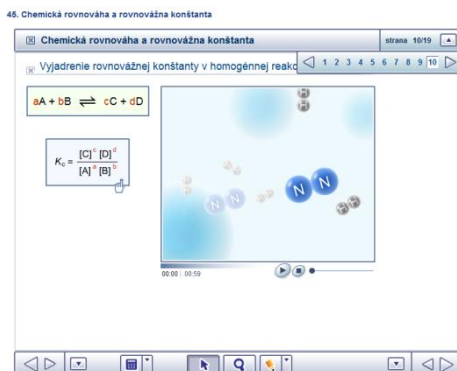 45. Chemická rovnováha a rovnovážna konštanta
Chemická rovnováha a rovnovážna konštanta
strana 10/19
Vyjadrenie rovnovážnej konštanty v homogénnej reakc
1 2 3 4 5 6 7 8 9 10
aA + bB ⇌ cC + dD
Kc = [C]^c [D]^d / [A]^a [B]^b
H
H
N N
N N
H H
00:00 | 00:59